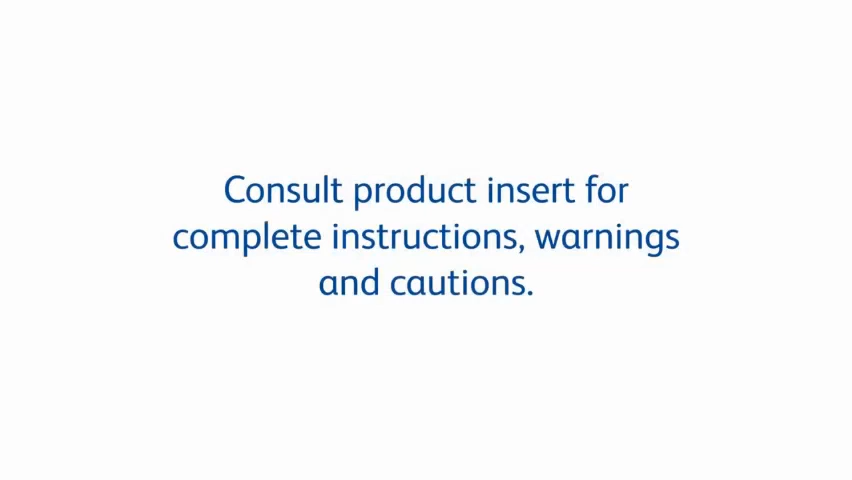 Consult product insert for
complete instructions, warnings
and cautions.